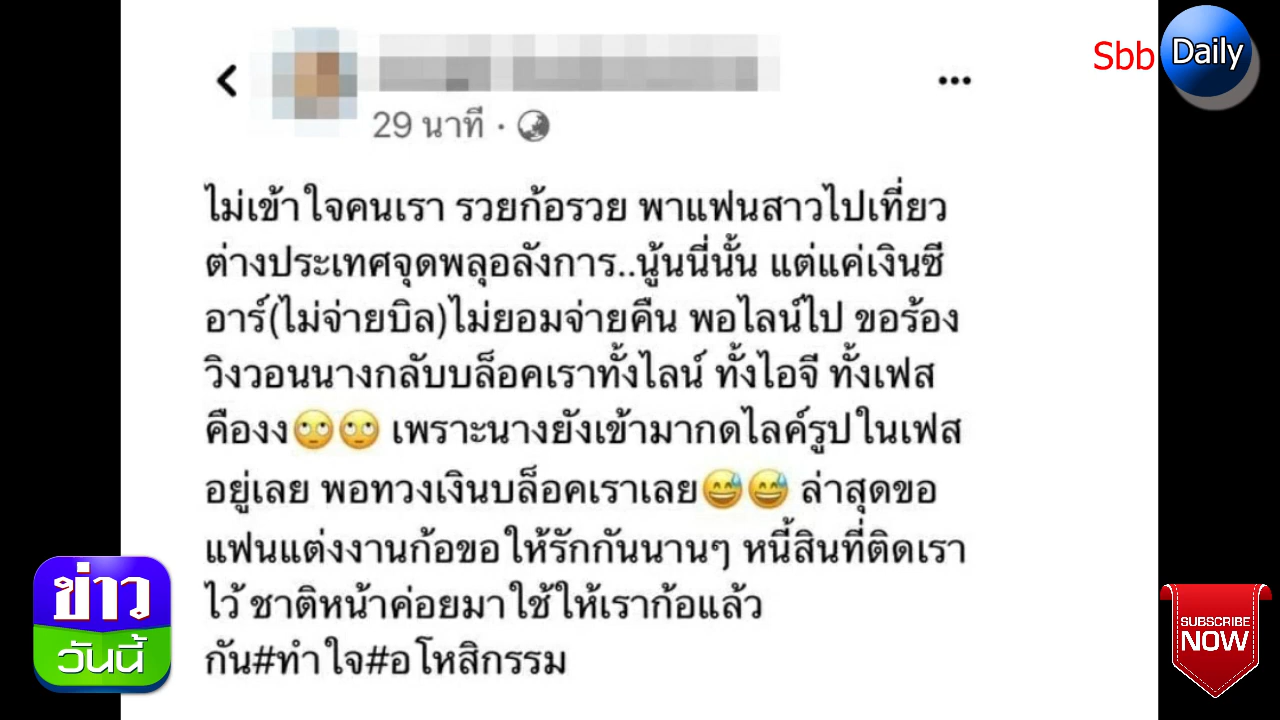 Sbb Daily
29 นาที ·
ไม่เข้าใจคนเรา รวยก้อรวย พาแฟนสาวไปเที่ยว
ต่างประเทศจุดพลุอลังการ..นู้นนี่นั้น แต่แค่เงินซี
อาร์(ไม่จ่ายบิล)ไม่ยอมจ่ายคืน พอไลน์ไป ขอร้อง
วิงวอนนางกลับบล็อคเราทั้งไลน์ ทั้งไอจี ทั้งเฟส
คืองง🙄🙄 เพราะนางยังเข้ามากดไลค์รูปในเฟส
อยู่เลย พอทวงเงินบล็อคเราเลย😅😅 ล่าสุดขอ
แฟนแต่งงานก้อขอให้รักกันนานๆ หนี้สินที่ติดเรา
ไว้ ชาติหน้าค่อยมาใช้ให้เราก้อแล้ว
กัน#ทำใจ#อโหสิกรรม
ข่าว
วันนี้
SUBSCRIBE
NOW